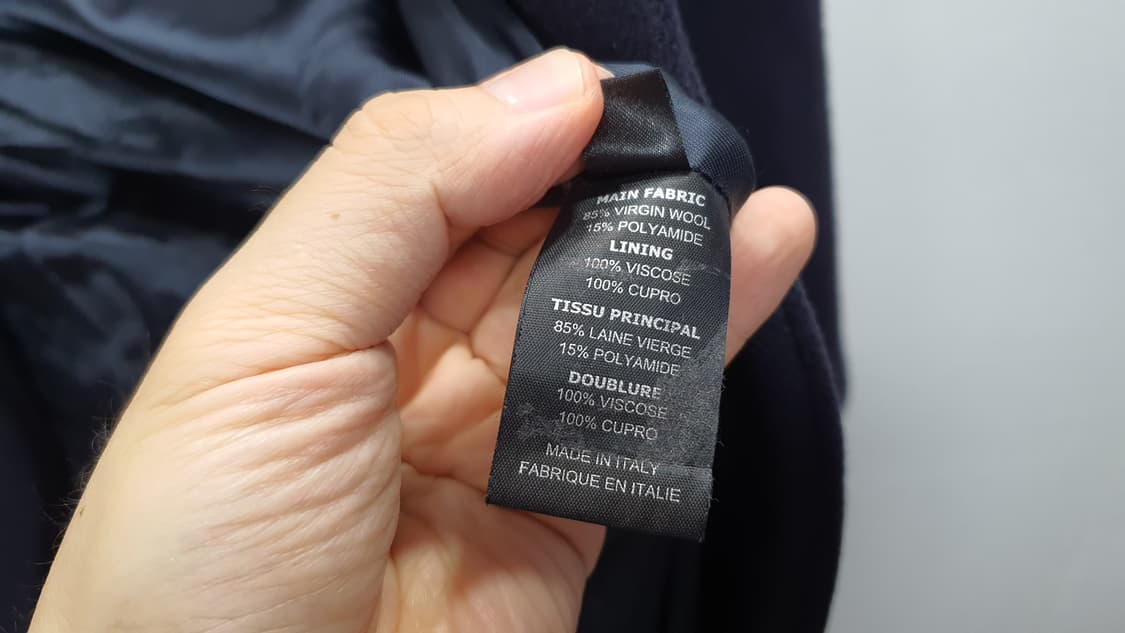 MAIN FABRIC
85% VIRGIN WOOL
15% POLYAMIDE
LINING
100% VISCOSE
100% CUPRO
TISSU PRINCIPAL
85% LAINE VIERGE
15% POLYAMIDE
DOUBLURE
100% VISCOSE
100% CUPRO
MADE IN ITALY
FABRIQUE EN ITALIE